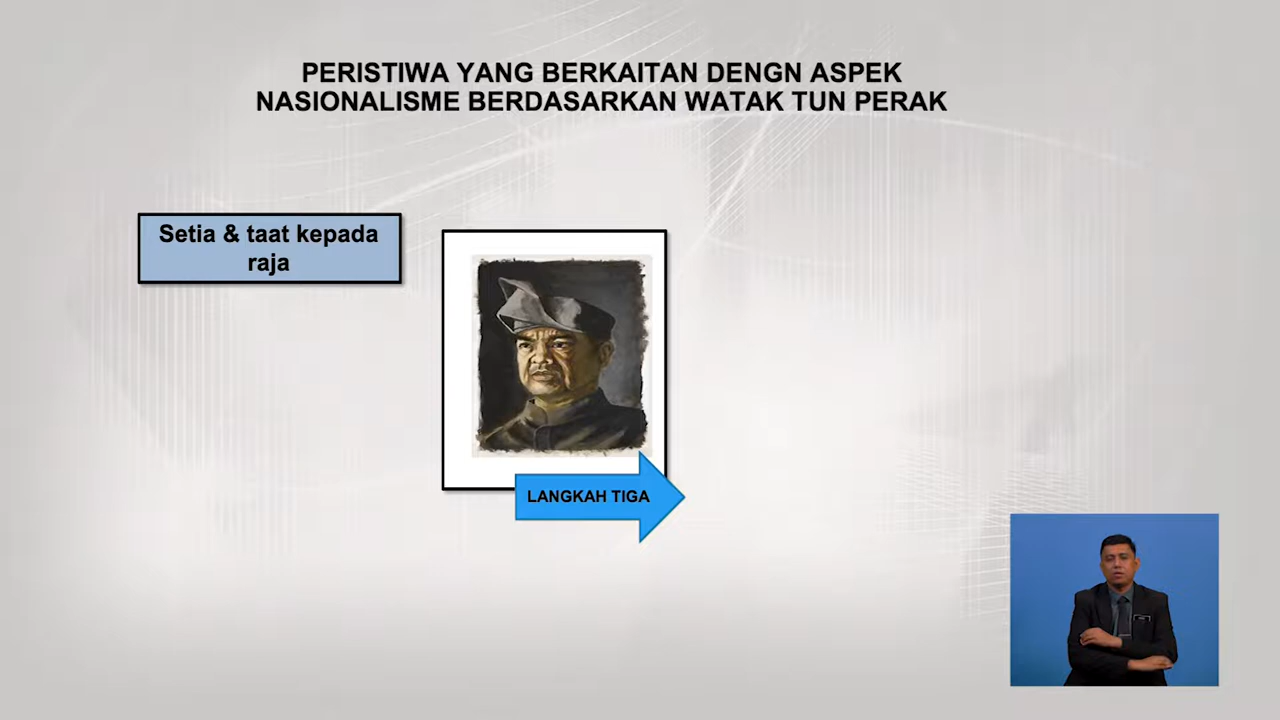 PERISTIWA YANG BERKAITAN DENGN ASPEK
NASIONALISME BERDASARKAN WATAK TUN PERAK
Setia & taat kepada
raja
LANGKAH TIGA